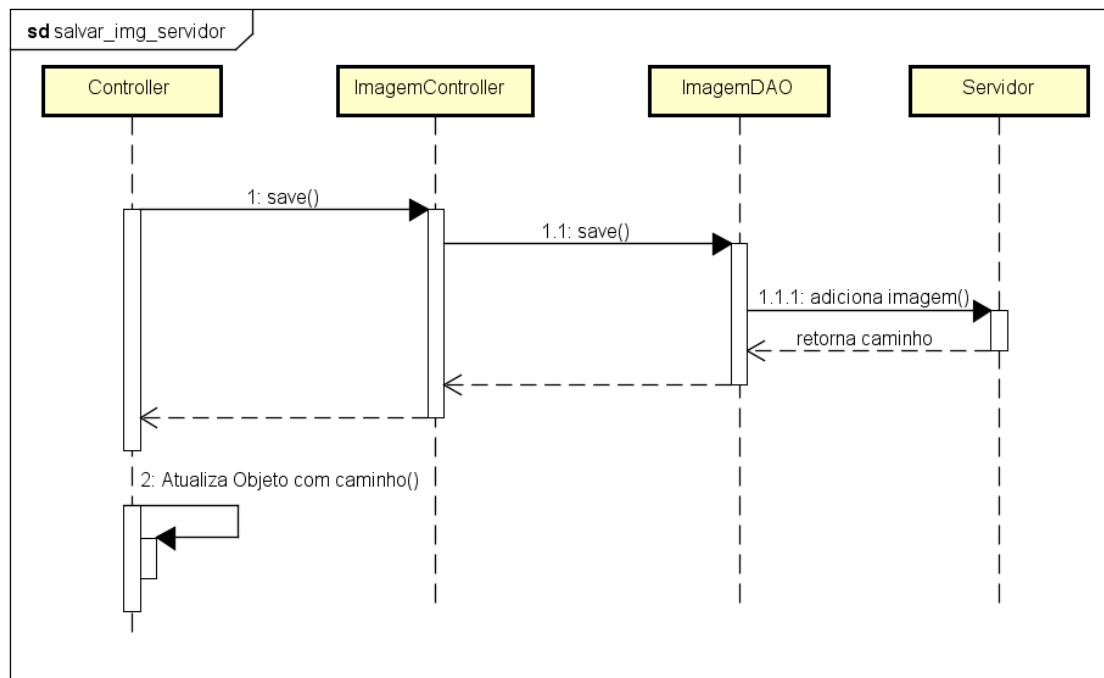 sd salvar_img_servidor
Controller
ImagemController
ImagemDAO
Servidor
1: save()
1.1: save()
1.1.1: adiciona imagem()
retorna caminho
2: Atualiza Objeto com caminho()